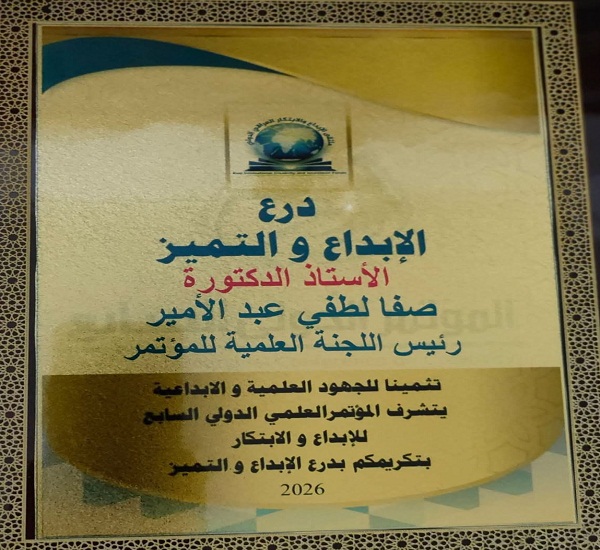 درع
الإبداع و التميز
الأستاذ الدكتورة
صفا لطفي عبد الأمير
رئيس اللجنة العلمية للمؤتمر
تثمينا للجهود العلمية و الابداعية
يتشرف المؤتمرالعلمي الدولي السابع
للإبداع و الابتكار
بتكريمكم بدرع الإبداع و التميز
2026